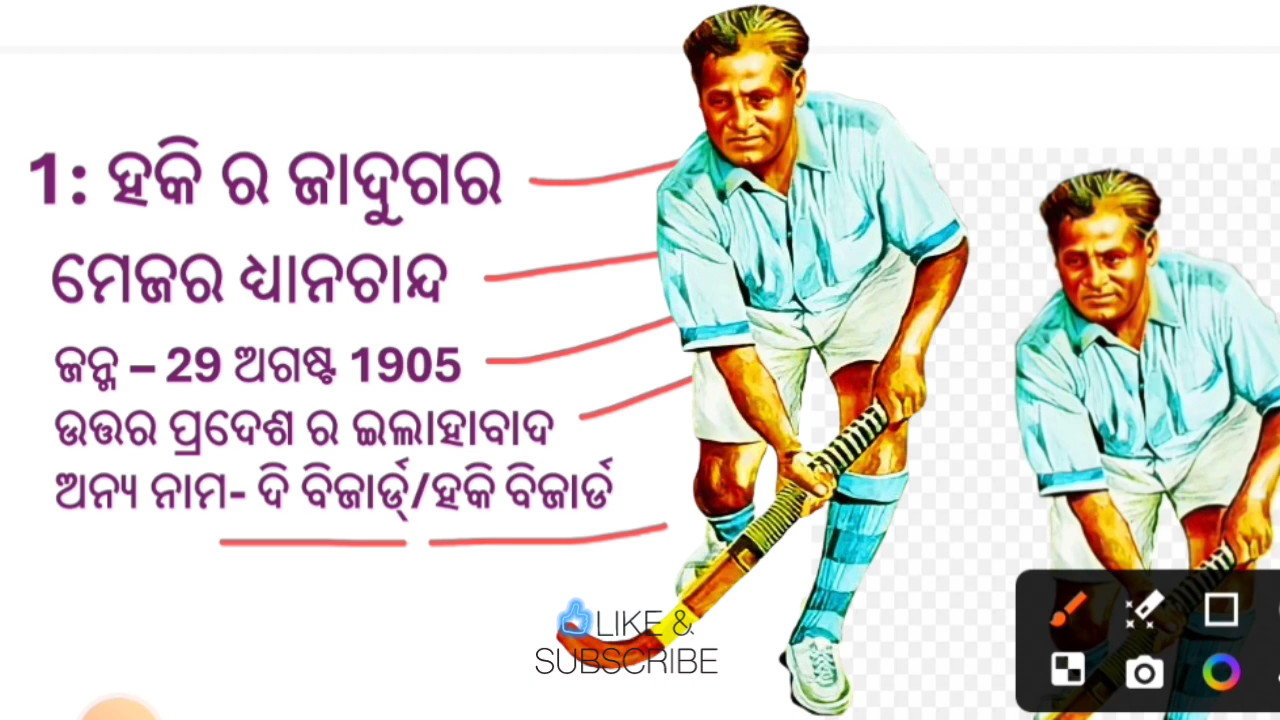 1: ହକି ର ଜାଦୁଗର
ମେଜର ଧ୍ୟାନଚାନ୍ଦ
ଜନ୍ମ – 29 ଅଗଷ୍ଟ 1905
ଉତ୍ତର ପ୍ରଦେଶ ର ଇଲାହାବାଦ
ଅନ୍ୟ ନାମ- ଦି ବିଜାର୍ଡ୍/ହକି ବିଜାର୍ଡ
LIKE &
SUBSCRIBE